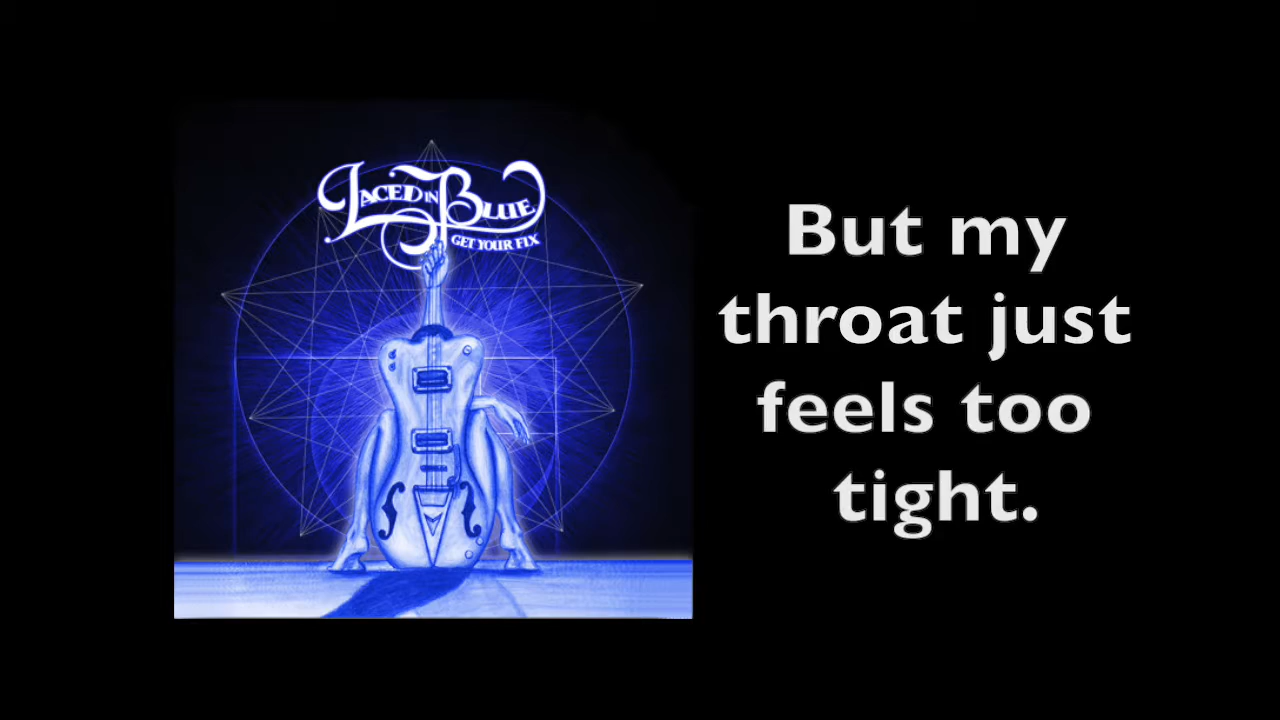 LACED IN BLUE
GET YOUR FIX
But my
throat just
feels too
tight.